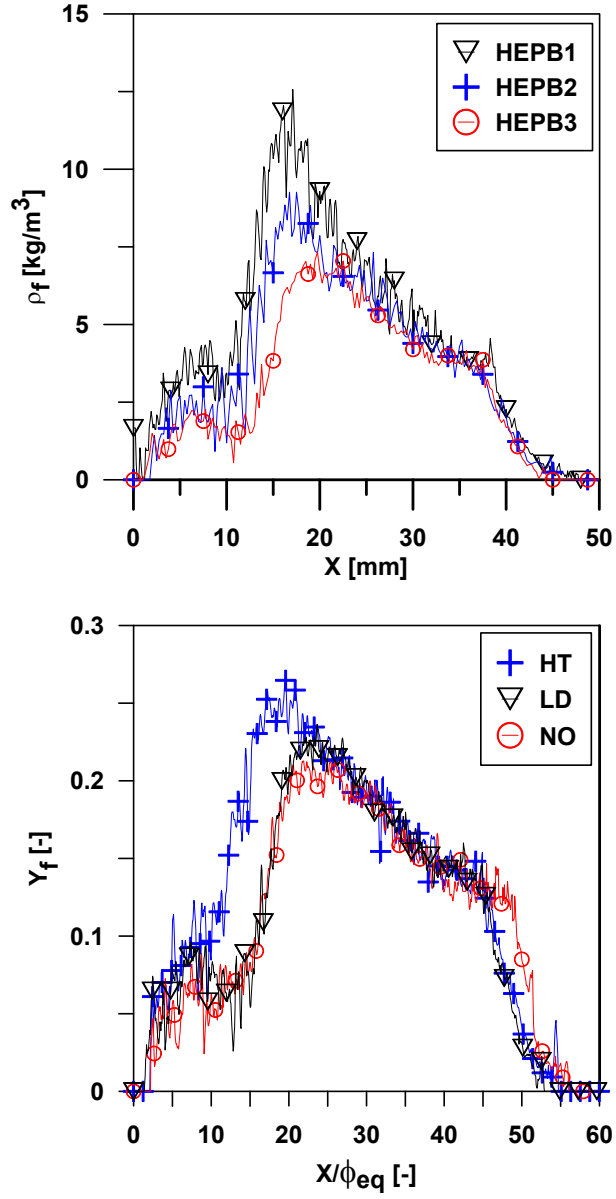 15
HEPB1
HEPB2
HEPB3
10
ρf [kg/m³]
5
0
0 10 20 30 40 50
X [mm]
0.3
HT
LD
NO
0.2
Yf [-]
0.1
0
0 10 20 30 40 50 60
X/ϕeq [-]